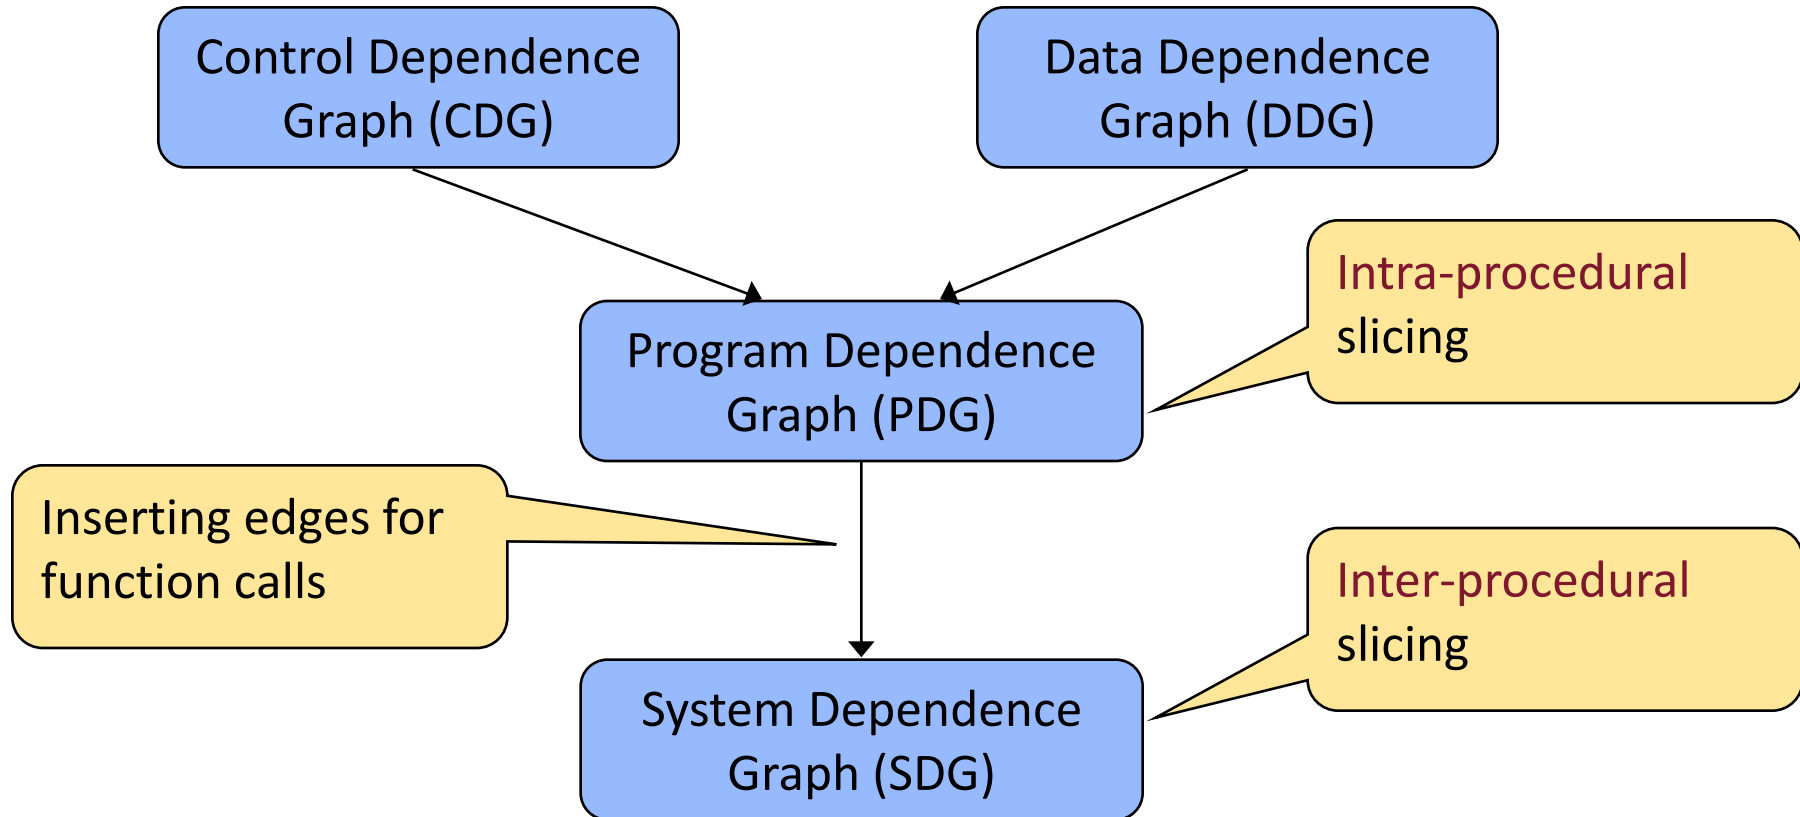 Control Dependence
Graph (CDG)
Data Dependence
Graph (DDG)
Intra-procedural
slicing
Program Dependence
Graph (PDG)
Inserting edges for
function calls
Inter-procedural
slicing
System Dependence
Graph (SDG)